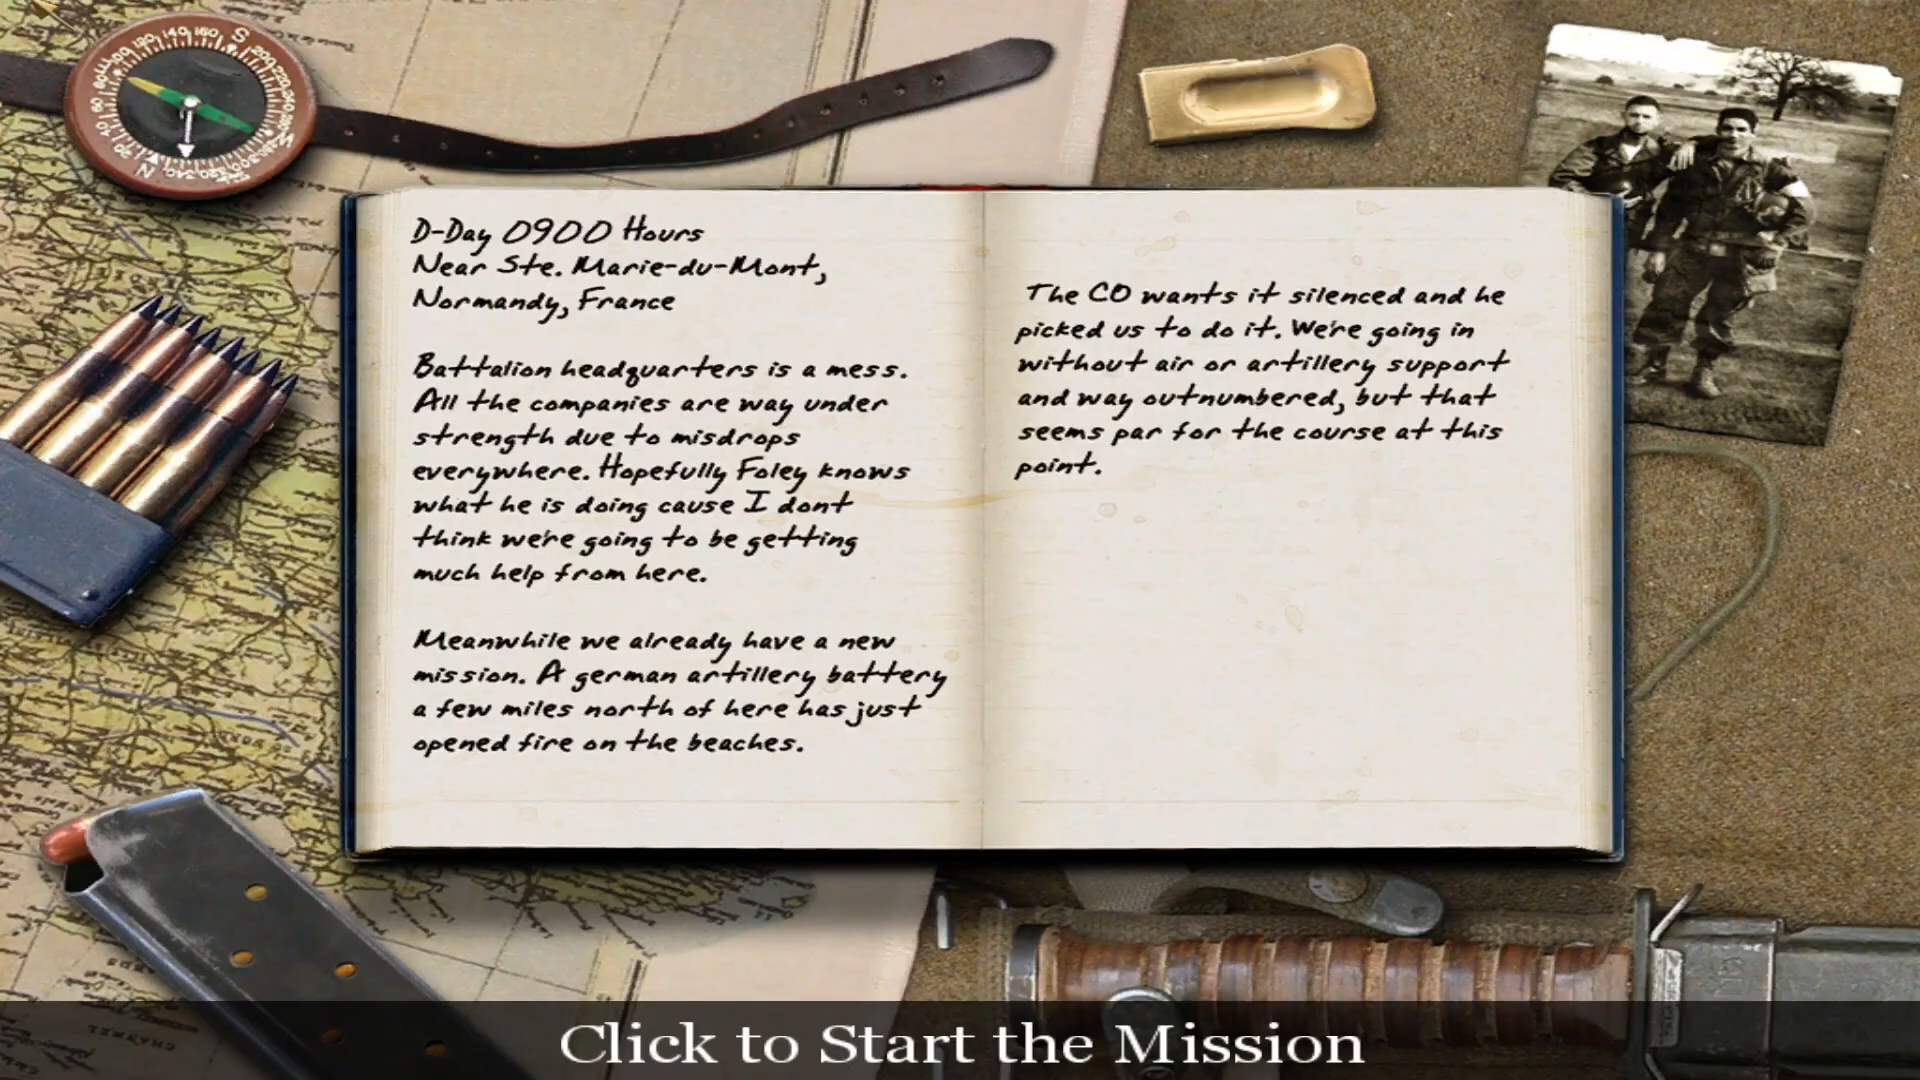 D-Day 0900 Hours
Near Ste. Marie-du-Mont,
Normandy, France
Battalion headquarters is a mess.
All the companies are way under
strength due to misdrops
everywhere. Hopefully Foley knows
what he is doing cause I dont
think we're going to be getting
much help from here.
Meanwhile we already have a new
mission. A german artillery battery
a few miles north of here has just
opened fire on the beaches.
The CO wants it silenced and he
picked us to do it. We're going in
without air or artillery support
and way outnumbered, but that
seems par for the course at this
point.
Click to Start the Mission